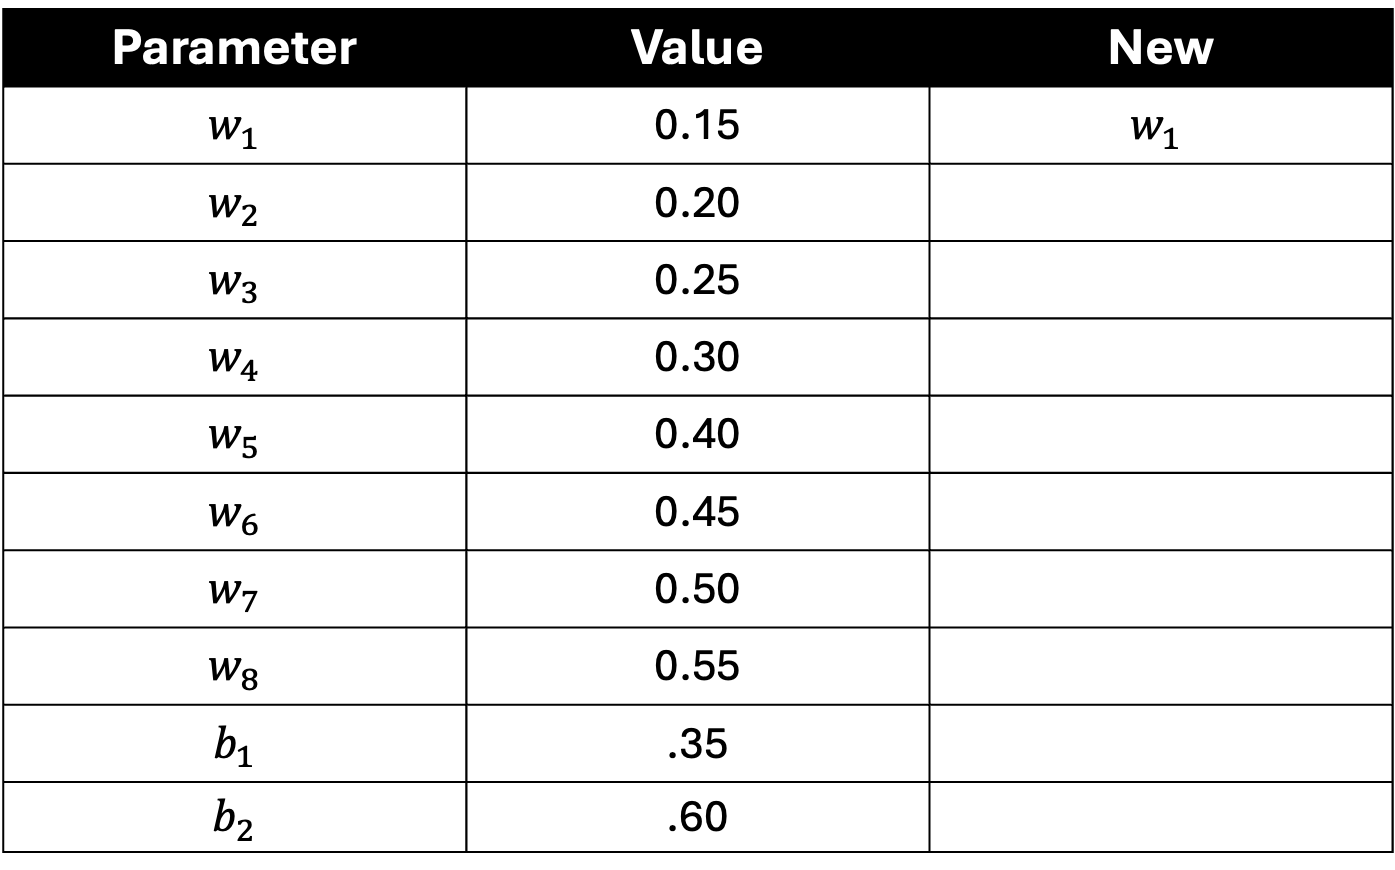 Parameter Value New
w₁ 0.15 w₁
w₂ 0.20
w₃ 0.25
w₄ 0.30
w₅ 0.40
w₆ 0.45
w₇ 0.50
w₈ 0.55
b₁ .35
b₂ .60